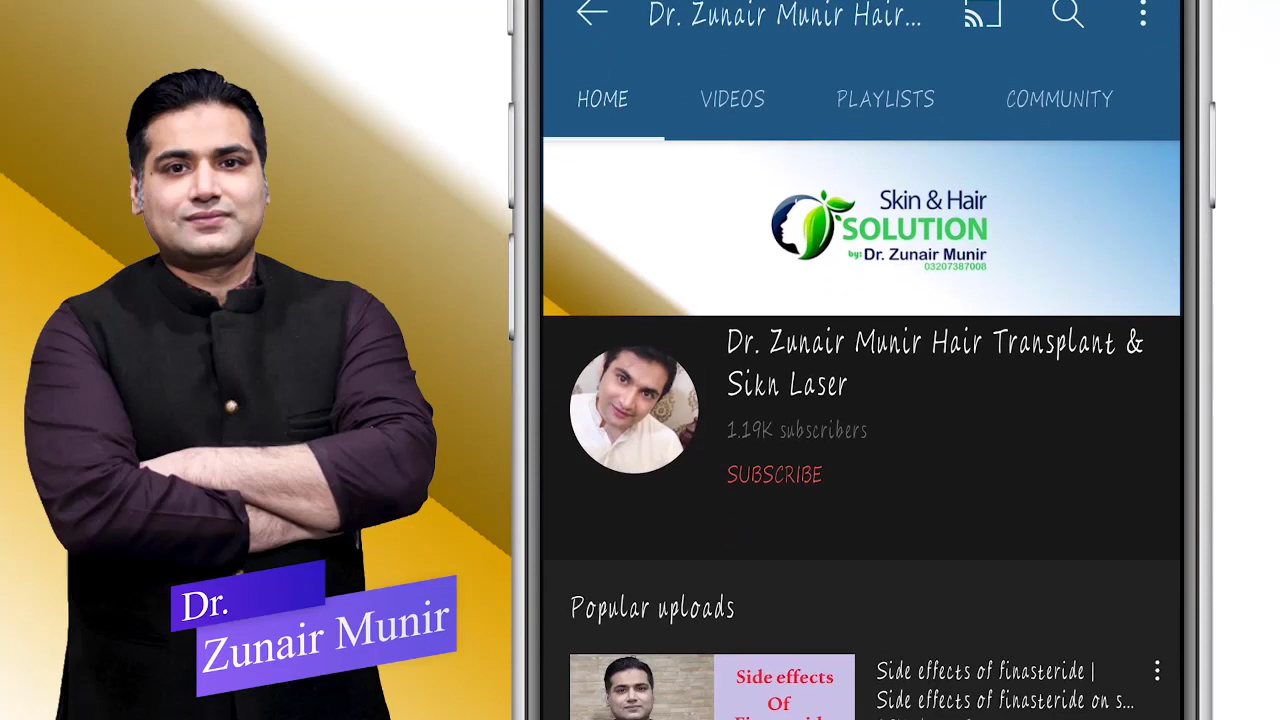 Dr. Zunair Munir Hair...
HOME VIDEOS PLAYLISTS COMMUNITY
Skin & Hair
SOLUTION
by: Dr. Zunair Munir
03207387008
Dr. Zunair Munir Hair Transplant &
Sikn Laser
1.19K subscribers
SUBSCRIBE
Dr.
Zunair Munir
Popular uploads
Side effects
Of
Side effects of finasteride |
Side effects of finasteride on s...